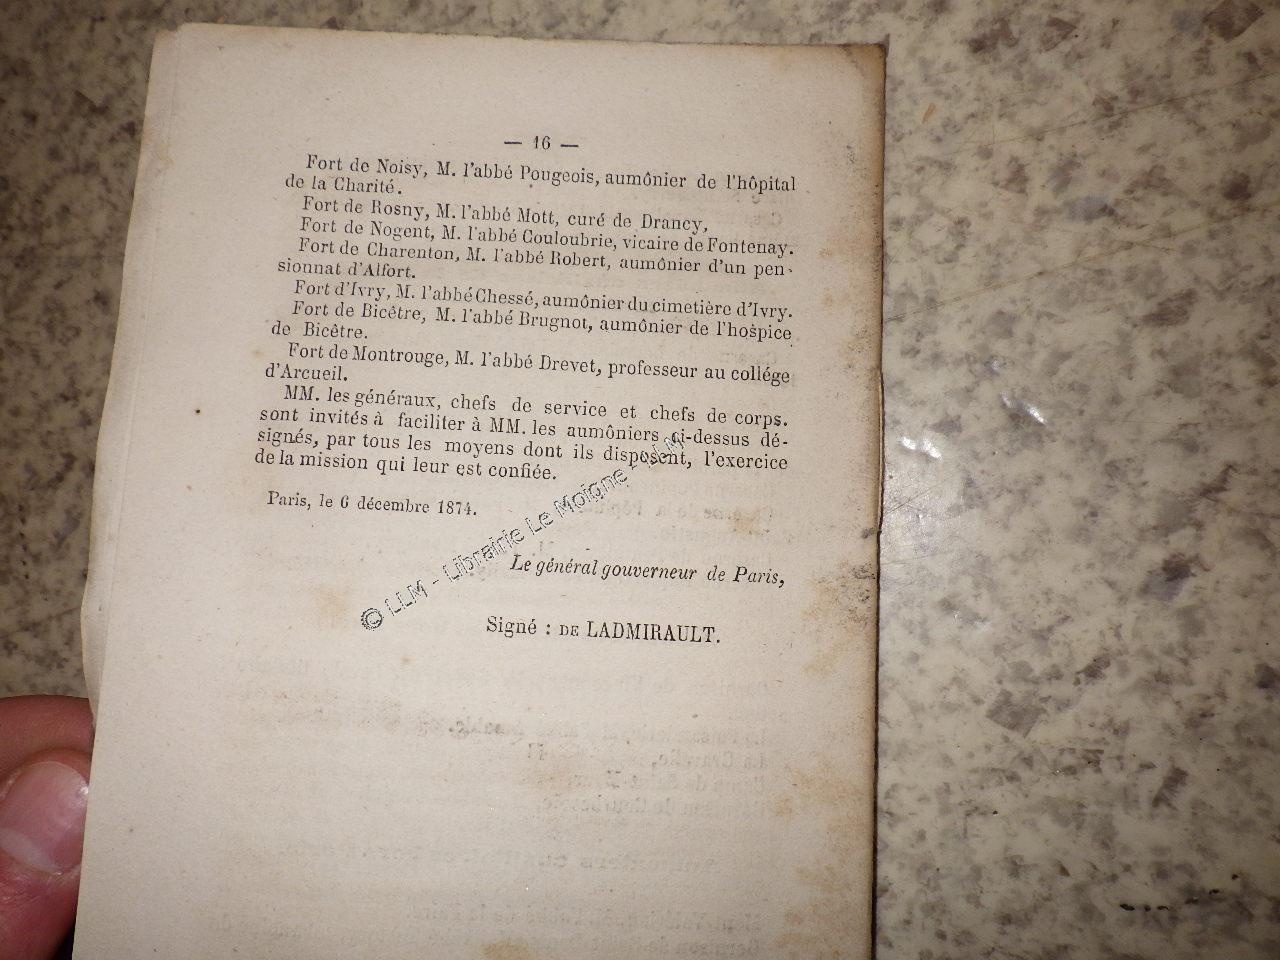 — 16 —
Fort de Noisy, M. l'abbé Pougeois, aumônier de l'hôpital
de la Charité.
Fort de Rosny, M. l'abbé Mott, curé de Drancy,
Fort de Nogent, M. l'abbé Couloubrie, vicaire de Fontenay.
Fort de Charenton, M. l'abbé Robert, aumônier d'un pen-
sionnat d'Alfort.
Fort d'Ivry, M. l'abbé Chessé, aumônier du cimetière d'Ivry.
Fort de Bicêtre, M. l'abbé Brugnot, aumônier de l'hospice
de Bicêtre.
Fort de Montrouge, M. l'abbé Drevet, professeur au collége
d'Arcueil.
MM. les généraux, chefs de service et chefs de corps.
sont invités à faciliter à MM. les aumôniers ci-dessus dé-
signés, par tous les moyens dont ils disposent, l'exercice
de la mission qui leur est confiée.
Paris, le 6 décembre 1874.
Le général gouverneur de Paris,
Signé : DE LADMIRAULT.
© LLM - Librairie Le Moigne - LLM